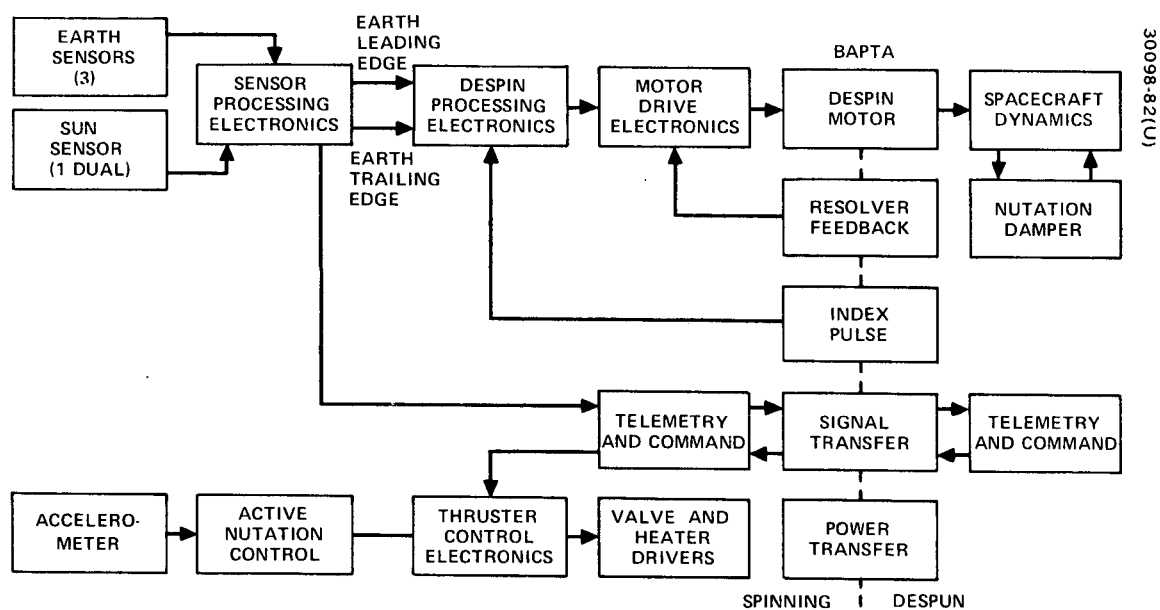 EARTH
SENSORS
(3)
SUN
SENSOR
(1 DUAL)
SENSOR
PROCESSING
ELECTRONICS
EARTH
LEADING
EDGE
EARTH
TRAILING
EDGE
DESPIN
PROCESSING
ELECTRONICS
MOTOR
DRIVE
ELECTRONICS
BAPTA
DESPIN
MOTOR
SPACECRAFT
DYNAMICS
RESOLVER
FEEDBACK
NUTATION
DAMPER
INDEX
PULSE
TELEMETRY
AND COMMAND
SIGNAL
TRANSFER
TELEMETRY
AND COMMAND
ACCELERO-
METER
ACTIVE
NUTATION
CONTROL
THRUSTER
CONTROL
ELECTRONICS
VALVE AND
HEATER
DRIVERS
POWER
TRANSFER
SPINNING
DESPUN
30098-82(U)